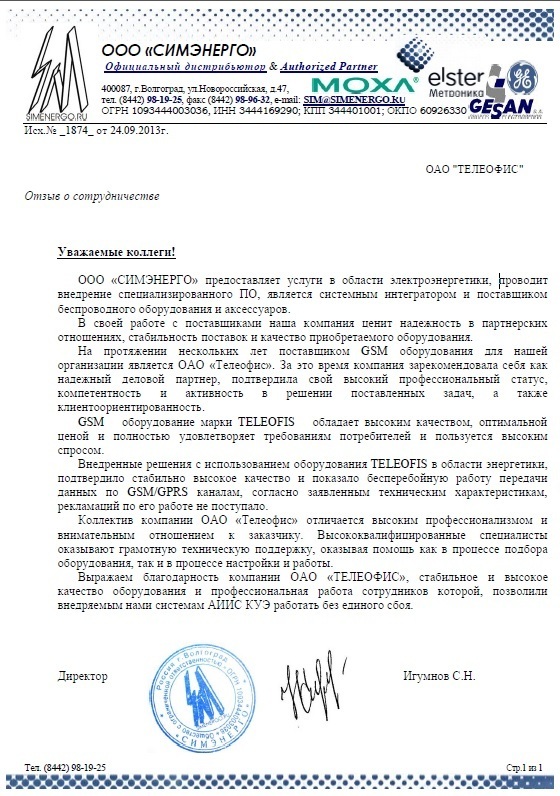 SIMENERGO.RU
ООО «СИМЭНЕРГО»
Официальный дистрибьютор & Authorized Partner
400087, г.Волгоград, ул.Новороссийская, д.47,
тел. (8442) 98-19-25, факс (8442) 98-96-32, e-mail: SIM@SIMENERGO.RU
ОГРН 1093444003036, ИНН 3444169290; КПП 344401001; ОКПО 60926330
MOXA
elster
Метроника
GESAN
Исх.№ _1874_ от 24.09.2013г.
ОАО "ТЕЛЕОФИС"
Отзыв о сотрудничестве
Уважаемые коллеги!
ООО «СИМЭНЕРГО» предоставляет услуги в области электроэнергетики, проводит
внедрение специализированного ПО, является системным интегратором и поставщиком
беспроводного оборудования и аксессуаров.
В своей работе с поставщиками наша компания ценит надежность в партнерских
отношениях, стабильность поставок и качество приобретаемого оборудования.
На протяжении нескольких лет поставщиком GSM оборудования для нашей
организации является ОАО «Телеофис». За это время компания зарекомендовала себя как
надежный деловой партнер, подтвердила свой высокий профессиональный статус,
компетентность и активность в решении поставленных задач, а также
клиентоориентированность.
GSM оборудование марки TELEOFIS обладает высоким качеством, оптимальной
ценой и полностью удовлетворяет требованиям потребителей и пользуется высоким
спросом.
Внедренные решения с использованием оборудования TELEOFIS в области энергетики,
подтвердило стабильно высокое качество и показало бесперебойную работу передачи
данных по GSM/GPRS каналам, согласно заявленным техническим характеристикам,
рекламаций по его работе не поступало.
Коллектив компании ОАО «Телеофис» отличается высоким профессионализмом и
внимательным отношением к заказчику. Высококвалифицированные специалисты
оказывают грамотную техническую поддержку, оказывая помощь как в процессе подбора
оборудования, так и в процессе настройки и работы.
Выражаем благодарность компании ОАО «ТЕЛЕОФИС», стабильное и высокое
качество оборудования и профессиональная работа сотрудников которой, позволили
внедряемым нами системам АИИС КУЭ работать без единого сбоя.
Директор
Игумнов С.Н.
Россия г. Волгоград
Общество с ограниченной ответственностью
ОГРН 1093444003036
СИМЭНЕРГО
Тел. (8442) 98-19-25
Стр.1 из 1